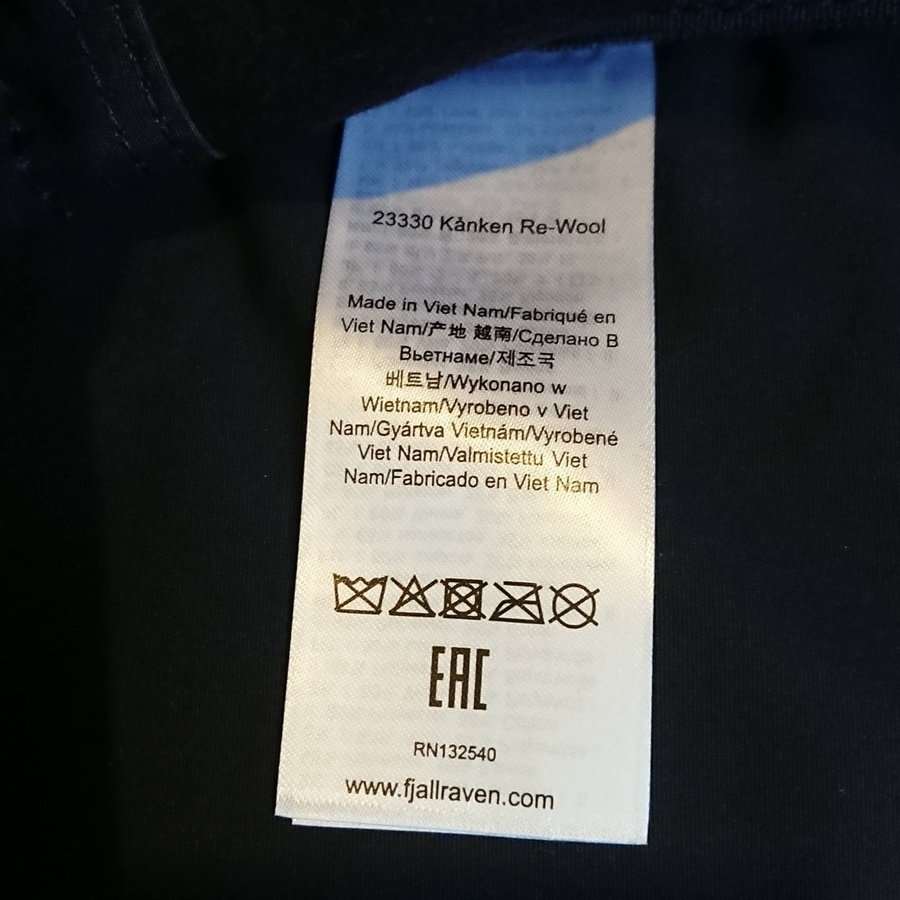 23330 Kånken Re-Wool
Made in Viet Nam/Fabriqué en
Viet Nam/产地 越南/Сделано В
Вьетнаме/제조국
베트남/Wykonano w
Wietnam/Vyrobeno v Viet
Nam/Gyártva Vietnám/Vyrobené
Viet Nam/Valmistettu Viet
Nam/Fabricado en Viet Nam
EAC
RN132540
www.fjallraven.com